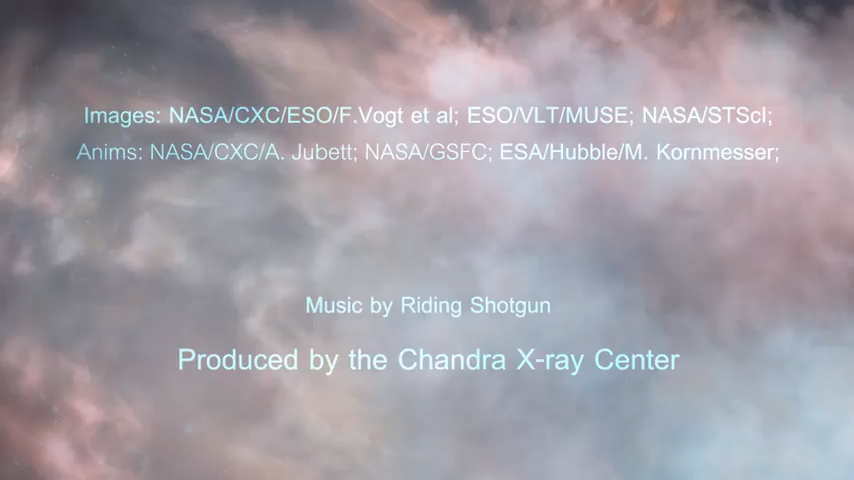 Images: NASA/CXC/ESO/F.Vogt et al; ESO/VLT/MUSE; NASA/STScI;
Anims: NASA/CXC/A. Jubett; NASA/GSFC; ESA/Hubble/M. Kornmesser;
Music by Riding Shotgun
Produced by the Chandra X-ray Center